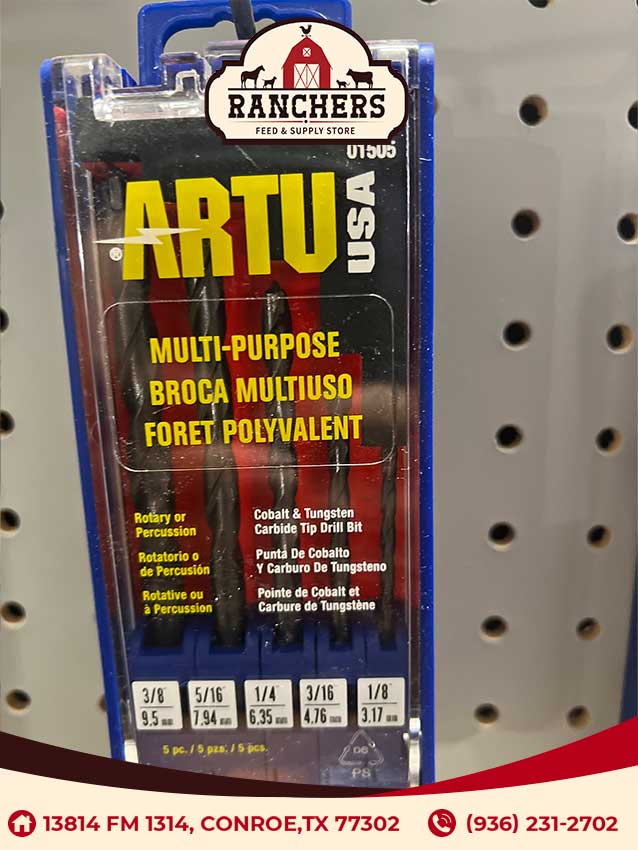 RANCHERS
FEED & SUPPLY STORE
01505
ARTU USA
®
MULTI-PURPOSE
BROCA MULTIUSO
FORET POLYVALENT
Rotary or
Percussion
Cobalt & Tungsten
Carbide Tip Drill Bit
Rotatorio o
de Percusión
Punta De Cobalto
Y Carburo De Tungsteno
Rotative ou
à Percussion
Pointe de Cobalt et
Carbure de Tungstène
3/8" 5/16" 1/4" 3/16" 1/8"
9.5 mm 7.94 mm 6.35 mm 4.76 mm 3.17 mm
5 pc. / 5 pza. / 5 pcs.
06
PS
13814 FM 1314, CONROE,TX 77302 (936) 231-2702